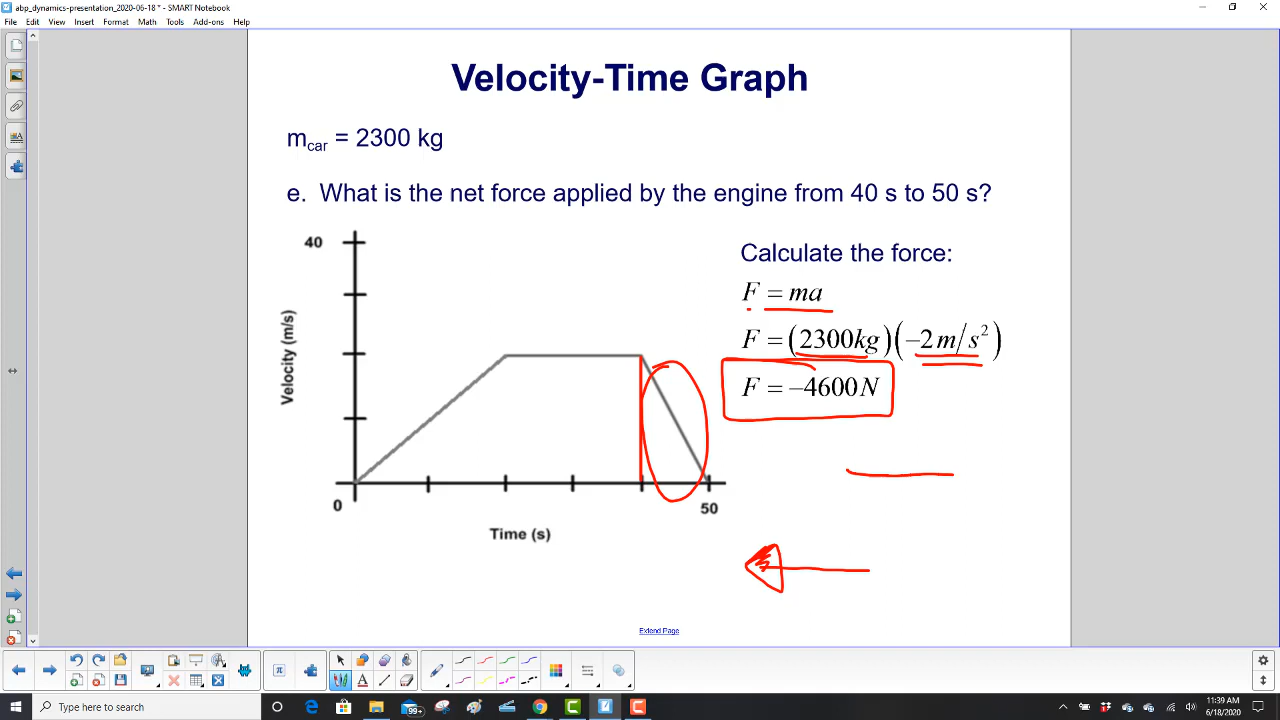 abp_dynamics-presentation_2020-06-18 * - SMART Notebook
File Edit View Insert Format Math Tools Add-ons Help
Velocity-Time Graph
mcar = 2300 kg
e. What is the net force applied by the engine from 40 s to 50 s?
40
Velocity (m/s)
0
50
Time (s)
Calculate the force:
F = ma
F = (2300kg)(−2 m/s²)
F = −4600 N
Extend Page
π
A
Type here to search
99+
11:39 AM
6/18/2020